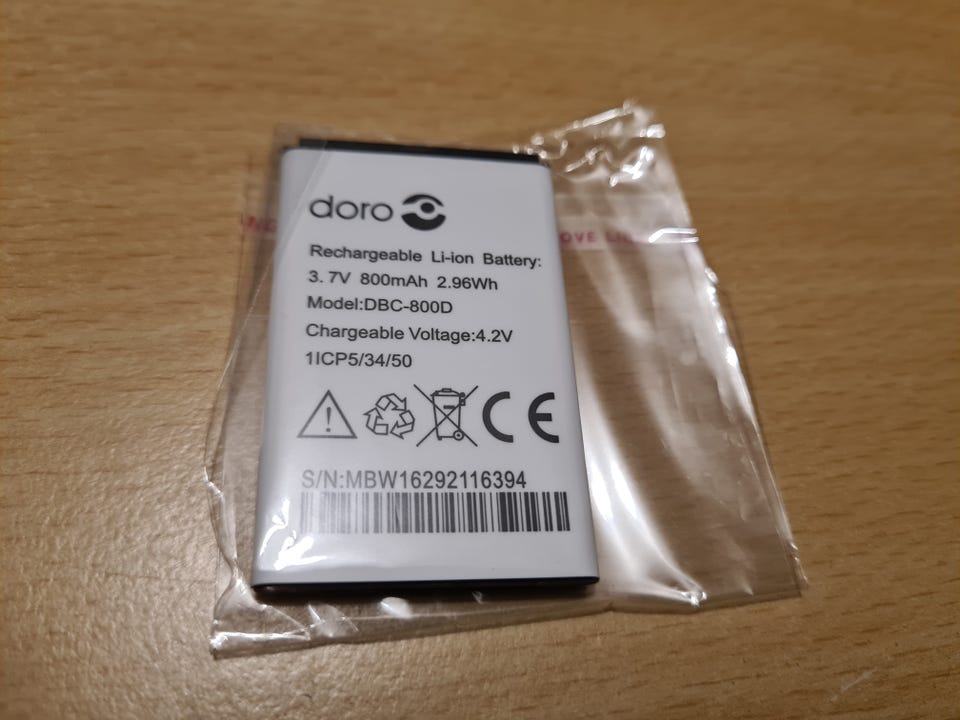 doro
Rechargeable Li-ion Battery:
3.7V 800mAh 2.96Wh
Model:DBC-800D
Chargeable Voltage:4.2V
1ICP5/34/50
CE
S/N:MBW16292116394